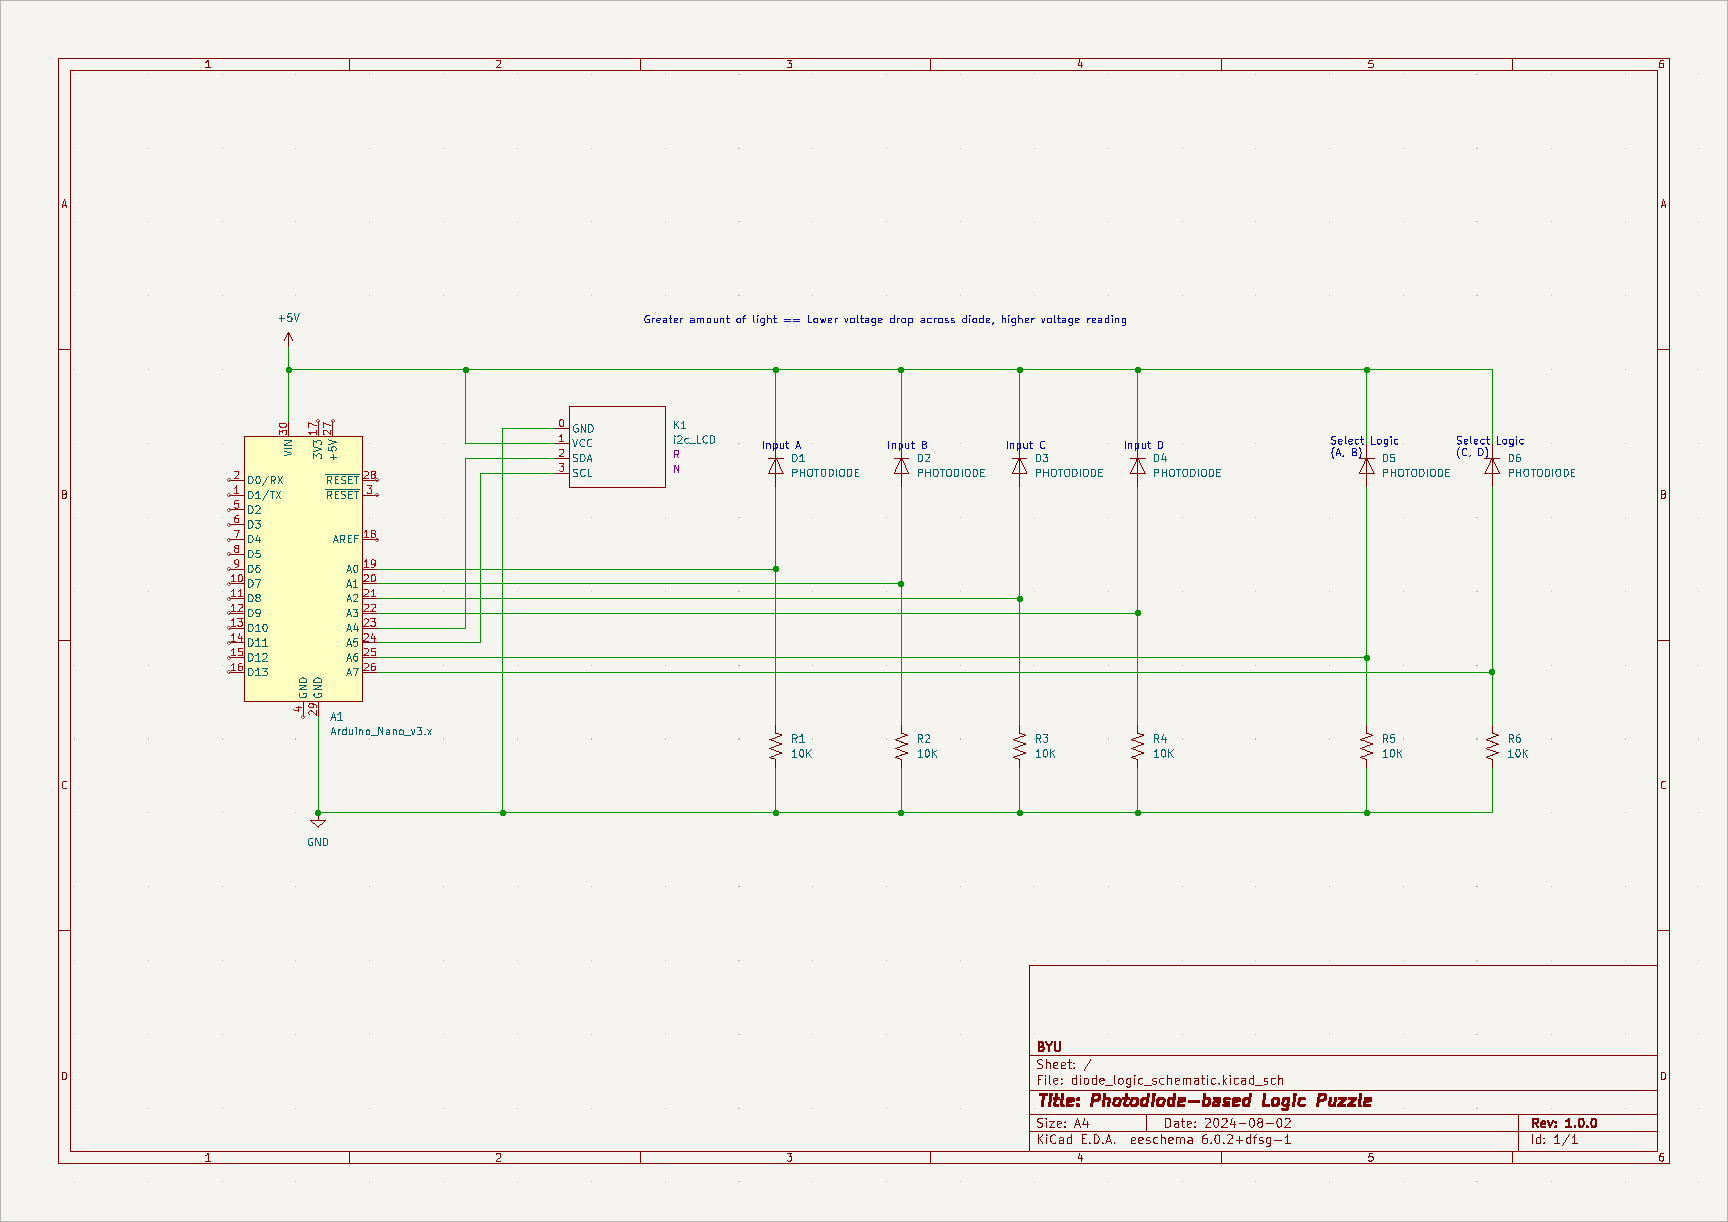 1 2 3 4 5 6
A A
+5V
Greater amount of light == Lower voltage drop across diode, higher voltage reading
30 17 27
VIN 3V3 +5V
0 GND
1 VCC
2 SDA
3 SCL
K1
i2c_LCD
R
N
Input A
D1
PHOTODIODE
Input B
D2
PHOTODIODE
Input C
D3
PHOTODIODE
Input D
D4
PHOTODIODE
Select Logic
(A, B)
D5
PHOTODIODE
Select Logic
(C, D)
D6
PHOTODIODE
B B
2 D0/RX RESET 28
1 D1/TX RESET 3
5 D2
6 D3
7 D4 AREF 18
8 D5
9 D6 A0 19
10 D7 A1 20
11 D8 A2 21
12 D9 A3 22
13 D10 A4 23
14 D11 A5 24
15 D12 A6 25
16 D13 A7 26
GND GND
4 29
A1
Arduino_Nano_v3.x
R1
10K
R2
10K
R3
10K
R4
10K
R5
10K
R6
10K
C C
GND
BYU
Sheet: /
File: diode_logic_schematic.kicad_sch
D D
Title: Photodiode-based Logic Puzzle
Size: A4 Date: 2024-08-02 Rev: 1.0.0
KiCad E.D.A. eeschema 6.0.2+dfsg-1 Id: 1/1
1 2 3 4 5 6